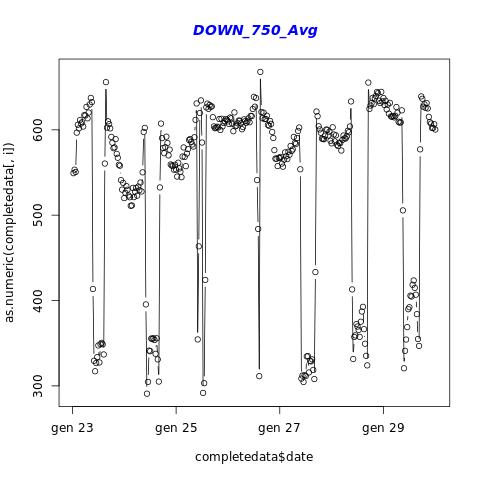 DOWN_750_Avg
as.numeric(completedata[, i])
600
500
400
300
gen 23 gen 25 gen 27 gen 29
completedata$date